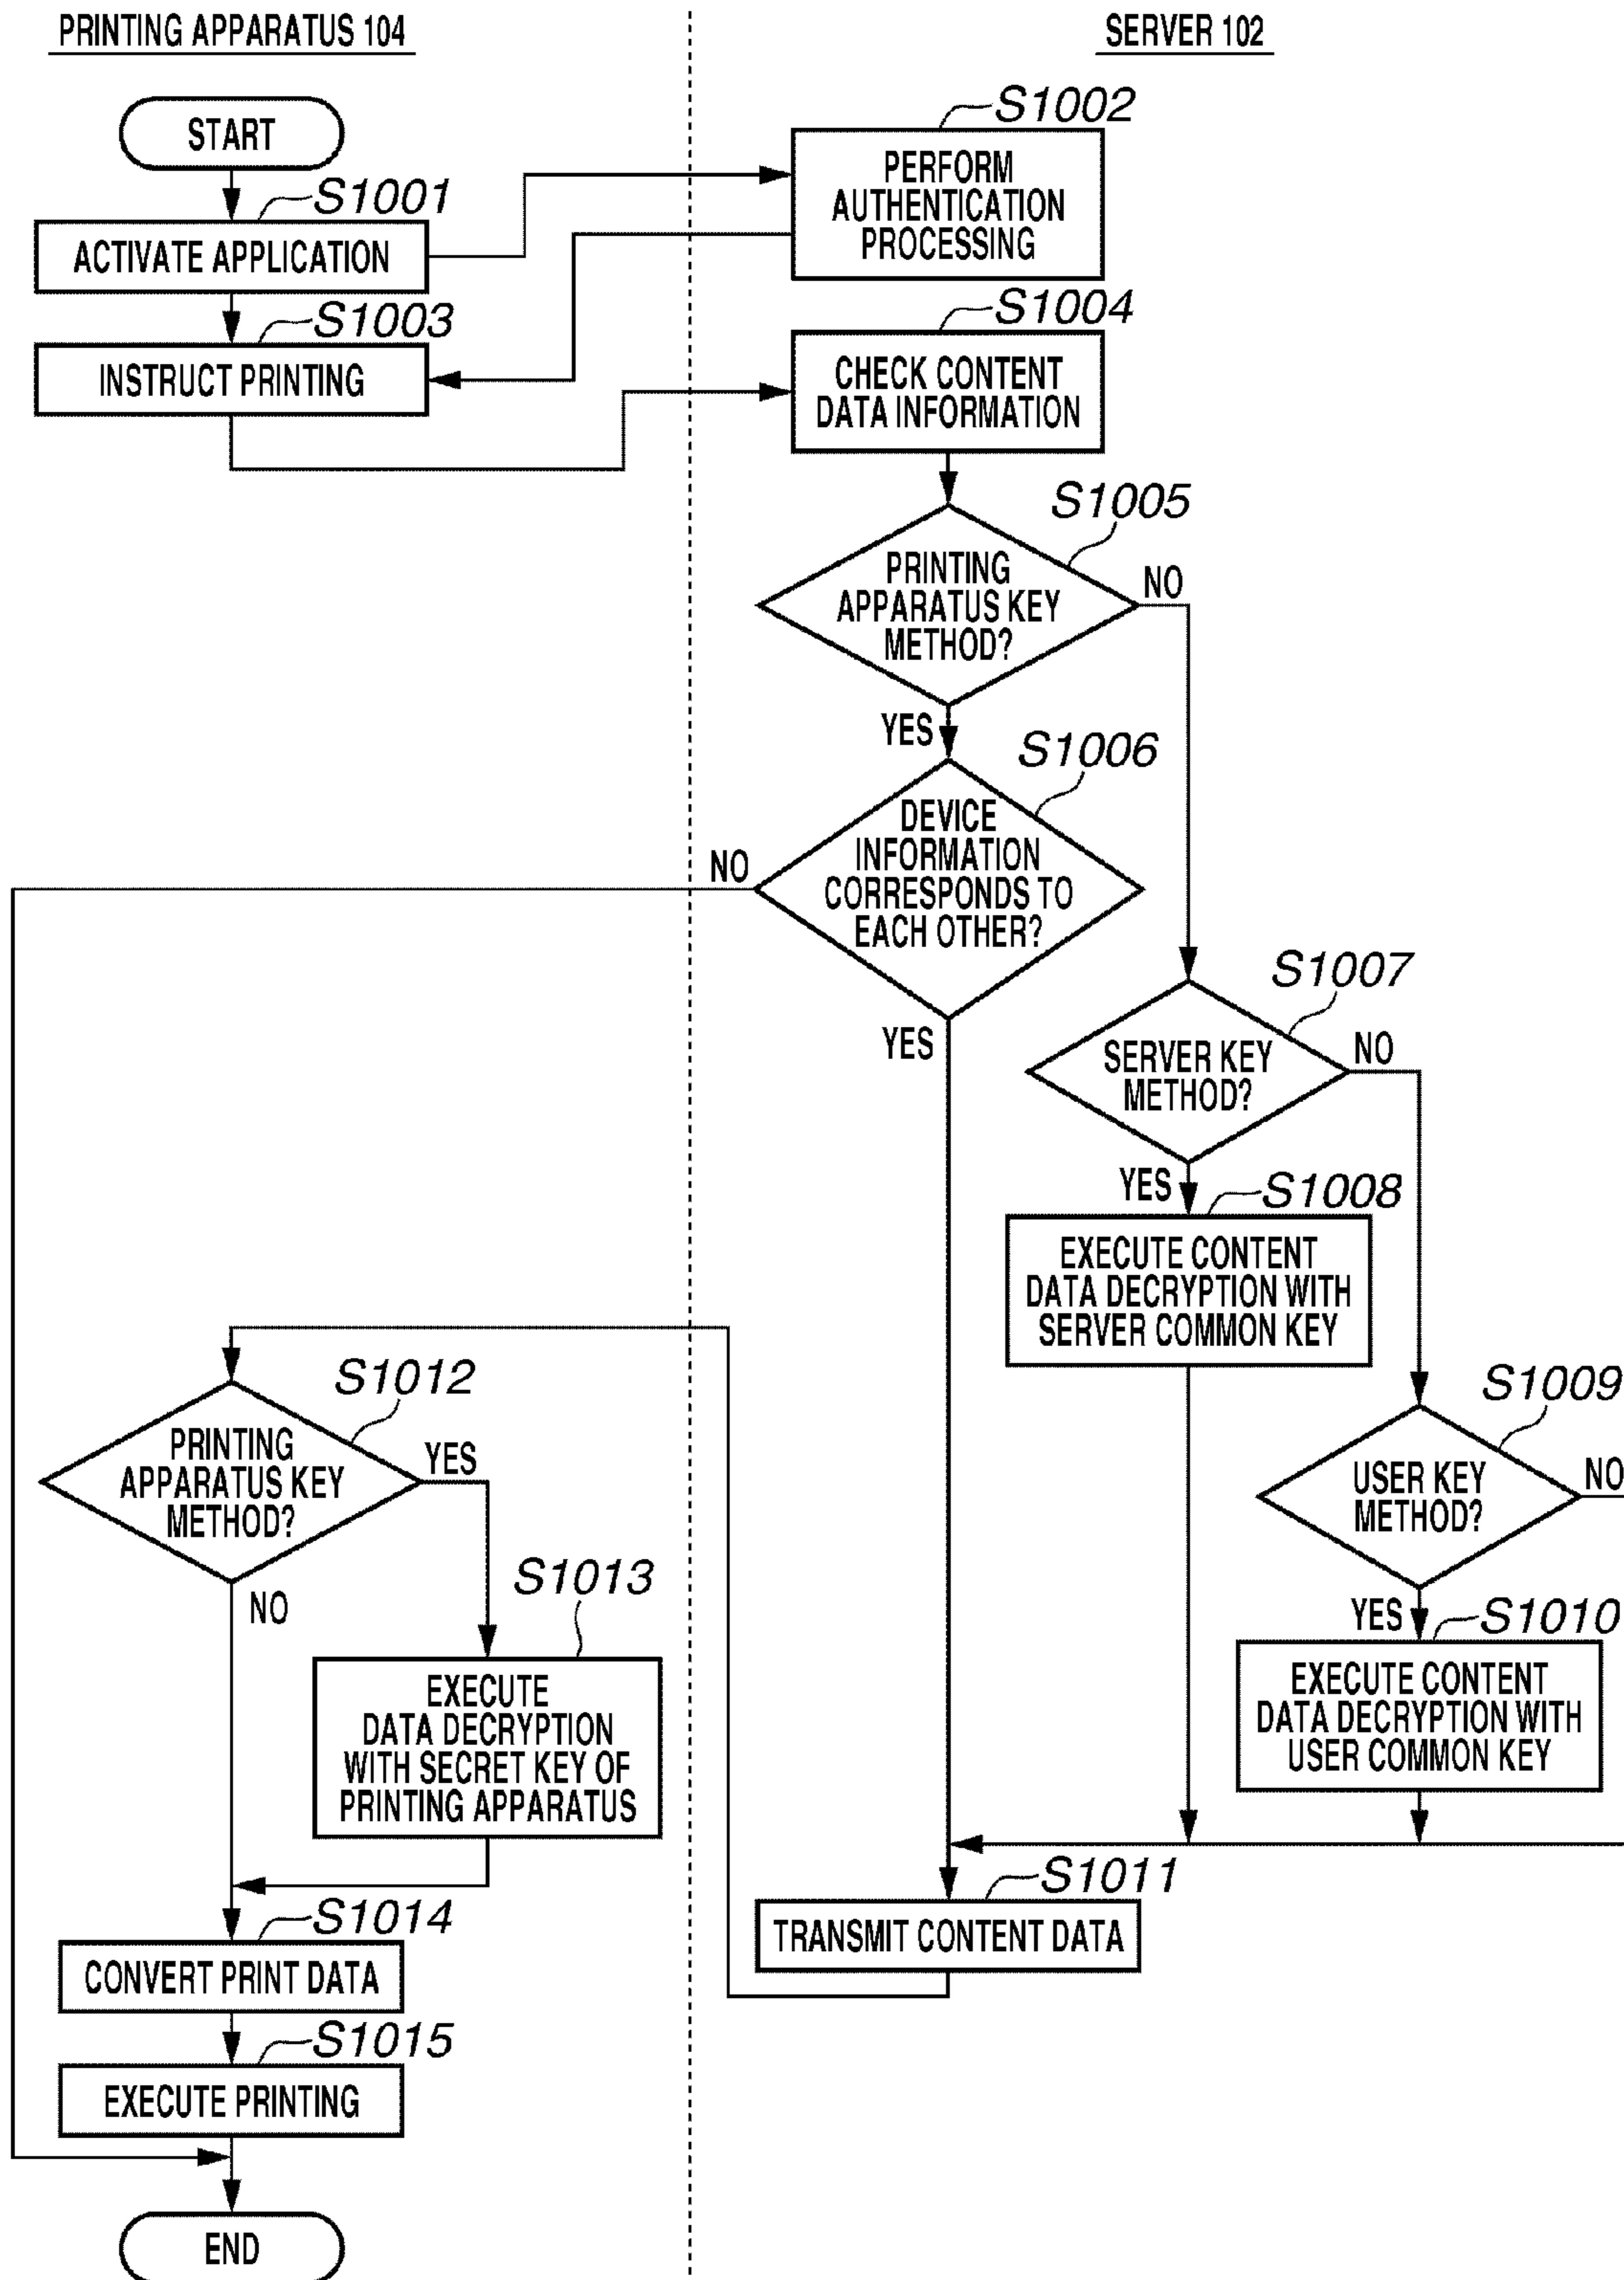 PRINTING APPARATUS 104
SERVER 102
START
S1001
ACTIVATE APPLICATION
S1002
PERFORM
AUTHENTICATION
PROCESSING
S1003
INSTRUCT PRINTING
S1004
CHECK CONTENT
DATA INFORMATION
S1005
PRINTING
APPARATUS KEY
METHOD?
NO
YES
S1006
DEVICE
INFORMATION
CORRESPONDS TO
EACH OTHER?
NO
YES
S1007
SERVER KEY
METHOD?
NO
YES
S1008
EXECUTE CONTENT
DATA DECRYPTION WITH
SERVER COMMON KEY
S1009
USER KEY
METHOD?
NO
YES
S1010
EXECUTE CONTENT
DATA DECRYPTION WITH
USER COMMON KEY
S1011
TRANSMIT CONTENT DATA
S1012
PRINTING
APPARATUS KEY
METHOD?
YES
NO
S1013
EXECUTE
DATA DECRYPTION
WITH SECRET KEY OF
PRINTING APPARATUS
S1014
CONVERT PRINT DATA
S1015
EXECUTE PRINTING
END